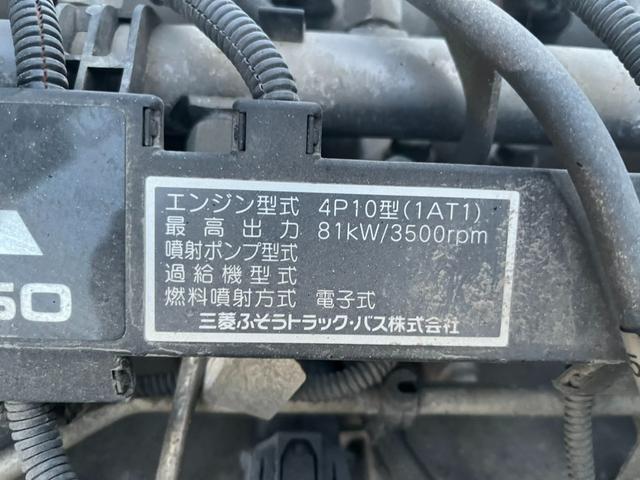 エンジン型式 4P10型(1AT1)
最高出力 81kW/3500rpm
噴射ポンプ型式
過給機型式
燃料噴射方式 電子式
三菱ふそうトラック・バス株式会社